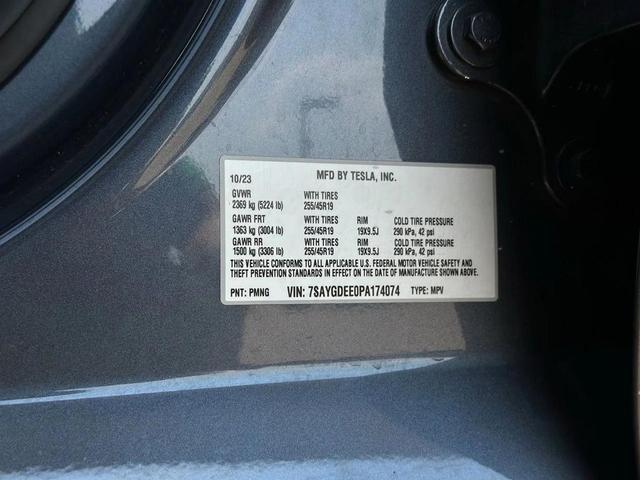 10/23 MFD BY TESLA, INC.
GVWR WITH TIRES
2369 kg (5224 lb) 255/45R19
GAWR FRT WITH TIRES RIM COLD TIRE PRESSURE
1363 kg (3004 lb) 255/45R19 19X9.5J 290 kPa, 42 psi
GAWR RR WITH TIRES RIM COLD TIRE PRESSURE
1500 kg (3306 lb) 255/45R19 19X9.5J 290 kPa, 42 psi
THIS VEHICLE CONFORMS TO ALL APPLICABLE U.S. FEDERAL MOTOR VEHICLE SAFETY AND
THEFT PREVENTION STANDARDS IN EFFECT ON THE DATE OF MANUFACTURE SHOWN ABOVE.
PNT: PMNG VIN: 7SAYGDEE0PA174074 TYPE: MPV